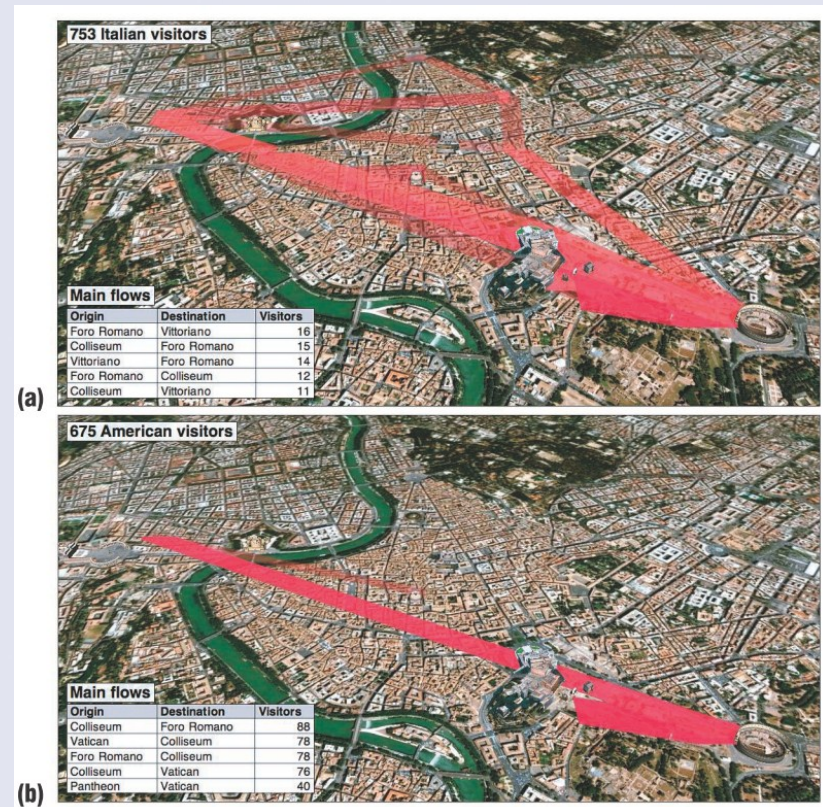 753 Italian visitors
Main flows
Origin Destination Visitors
Foro Romano Vittoriano 16
Colliseum Foro Romano 15
Vittoriano Foro Romano 14
Foro Romano Colliseum 12
Colliseum Vittoriano 11
(a)
675 American visitors
Main flows
Origin Destination Visitors
Colliseum Foro Romano 88
Vatican Colliseum 78
Foro Romano Colliseum 78
Colliseum Vatican 76
Pantheon Vatican 40
(b)